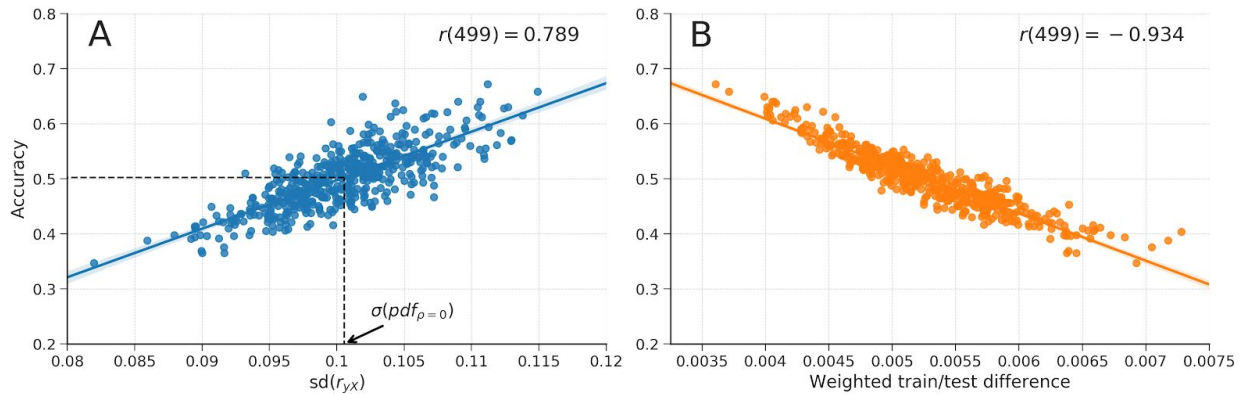 A
r(499) = 0.789
0.8
0.7
0.6
0.5
0.4
0.3
0.2
Accuracy
σ(pdfρ=0)
0.08 0.085 0.09 0.095 0.1 0.105 0.11 0.115 0.12
sd(ryX)
B
r(499) = − 0.934
0.8
0.7
0.6
0.5
0.4
0.3
0.2
0.0035 0.004 0.0045 0.005 0.0055 0.006 0.0065 0.007 0.0075
Weighted train/test difference